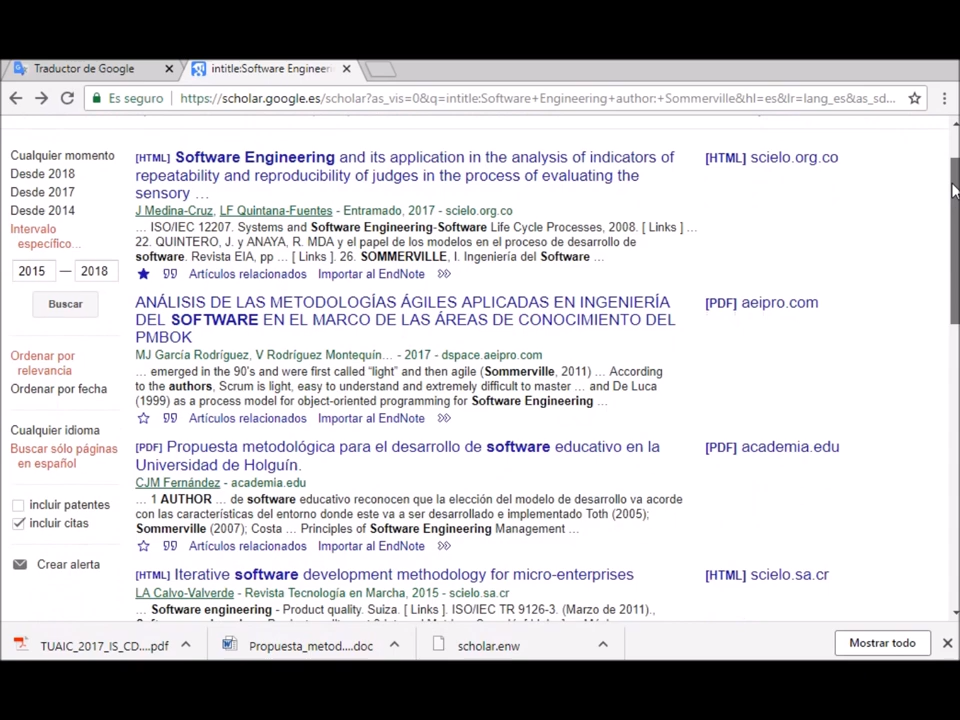 Traductor de Google
intitle:Software Engineerin
Es seguro
https://scholar.google.es/scholar?as_vis=0&q=intitle:Software+Engineering+author:+Sommerville&hl=es&lr=lang_es&as_sd...
Cualquier momento
Desde 2018
Desde 2017
Desde 2014
Intervalo
específico...
2015 — 2018
Buscar
Ordenar por
relevancia
Ordenar por fecha
Cualquier idioma
Buscar sólo páginas
en español
incluir patentes
incluir citas
Crear alerta
[HTML] Software Engineering and its application in the analysis of indicators of
repeatability and reproducibility of judges in the process of evaluating the
sensory …
J Medina-Cruz, LF Quintana-Fuentes - Entramado, 2017 - scielo.org.co
... ISO/IEC 12207. Systems and Software Engineering-Software Life Cycle Processes, 2008. [ Links ] ...
22. QUINTERO, J. y ANAYA, R. MDA y el papel de los modelos en el proceso de desarrollo de
software. Revista EIA, pp ... [ Links ]. 26. SOMMERVILLE, I. Ingeniería del Software ...
Artículos relacionados Importar al EndNote
[HTML] scielo.org.co
ANÁLISIS DE LAS METODOLOGÍAS ÁGILES APLICADAS EN INGENIERÍA
DEL SOFTWARE EN EL MARCO DE LAS ÁREAS DE CONOCIMIENTO DEL
PMBOK
MJ García Rodríguez, V Rodríguez Montequín… - 2017 - dspace.aeipro.com
... emerged in the 90's and were first called "light" and then agile (Sommerville, 2011) ... According
to the authors, Scrum is light, easy to understand and extremely difficult to master ... and De Luca
(1999) as a process model for object-oriented programming for Software Engineering ...
Artículos relacionados Importar al EndNote
[PDF] aeipro.com
[PDF] Propuesta metodológica para el desarrollo de software educativo en la
Universidad de Holguín.
CJM Fernández - academia.edu
... 1 AUTHOR ... de software educativo reconocen que la elección del modelo de desarrollo va acorde
con las características del entorno donde este va a ser desarrollado e implementado Toth (2005);
Sommerville (2007); Costa ... Principles of Software Engineering Management ...
Artículos relacionados Importar al EndNote
[PDF] academia.edu
[HTML] Iterative software development methodology for micro-enterprises
LA Calvo-Valverde - Revista Tecnología en Marcha, 2015 - scielo.sa.cr
... Software engineering - Product quality. Suiza. [ Links ]. ISO/IEC TR 9126-3. (Marzo de 2011).,
[HTML] scielo.sa.cr
TUAIC_2017_IS_CD....pdf
Propuesta_metod....doc
scholar.enw
Mostrar todo